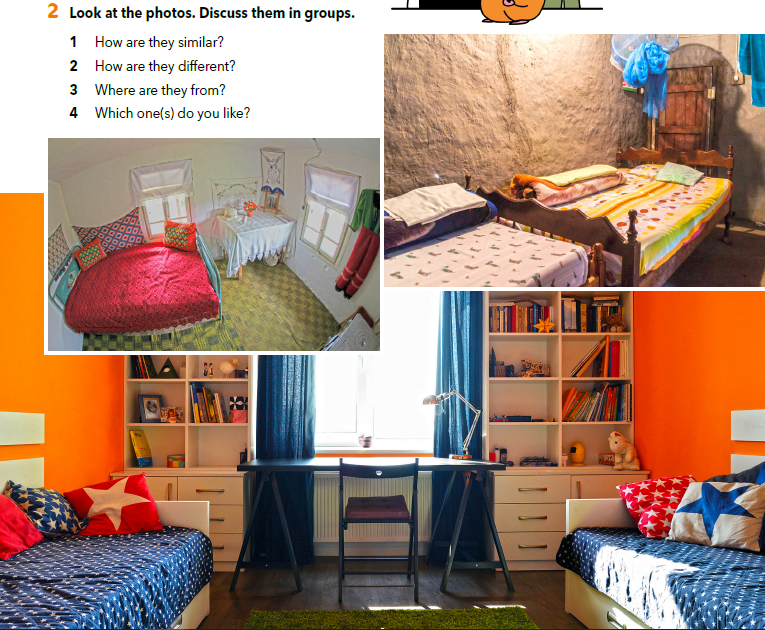 2 Look at the photos. Discuss them in groups.
1 How are they similar?
2 How are they different?
3 Where are they from?
4 Which one(s) do you like?